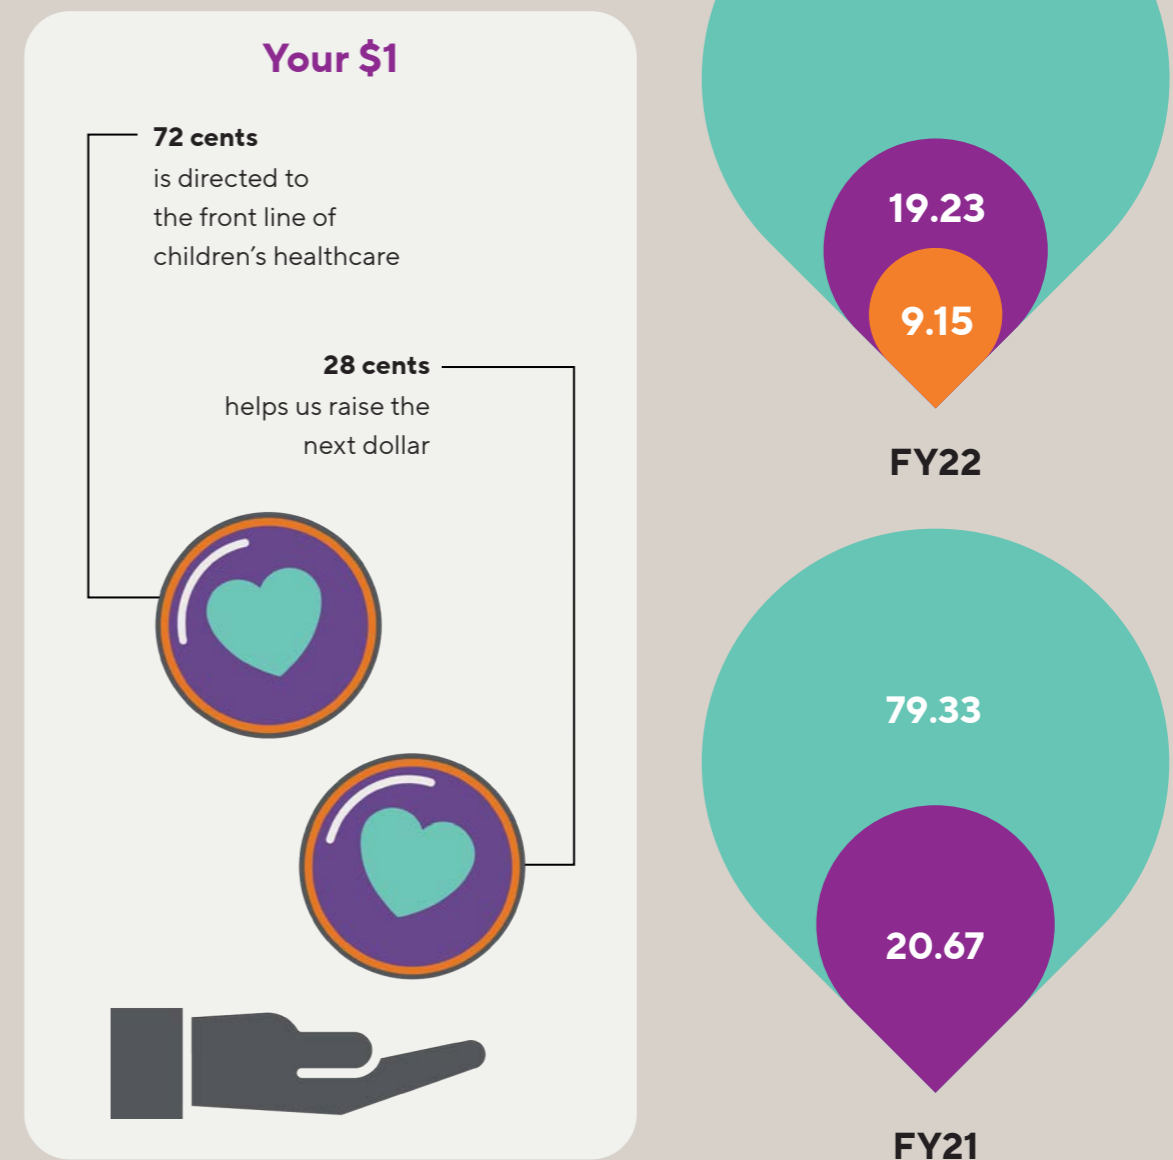 Your $1
72 cents
is directed to
the front line of
children’s healthcare
28 cents
helps us raise the
next dollar
19.23
9.15
FY22
79.33
20.67
FY21